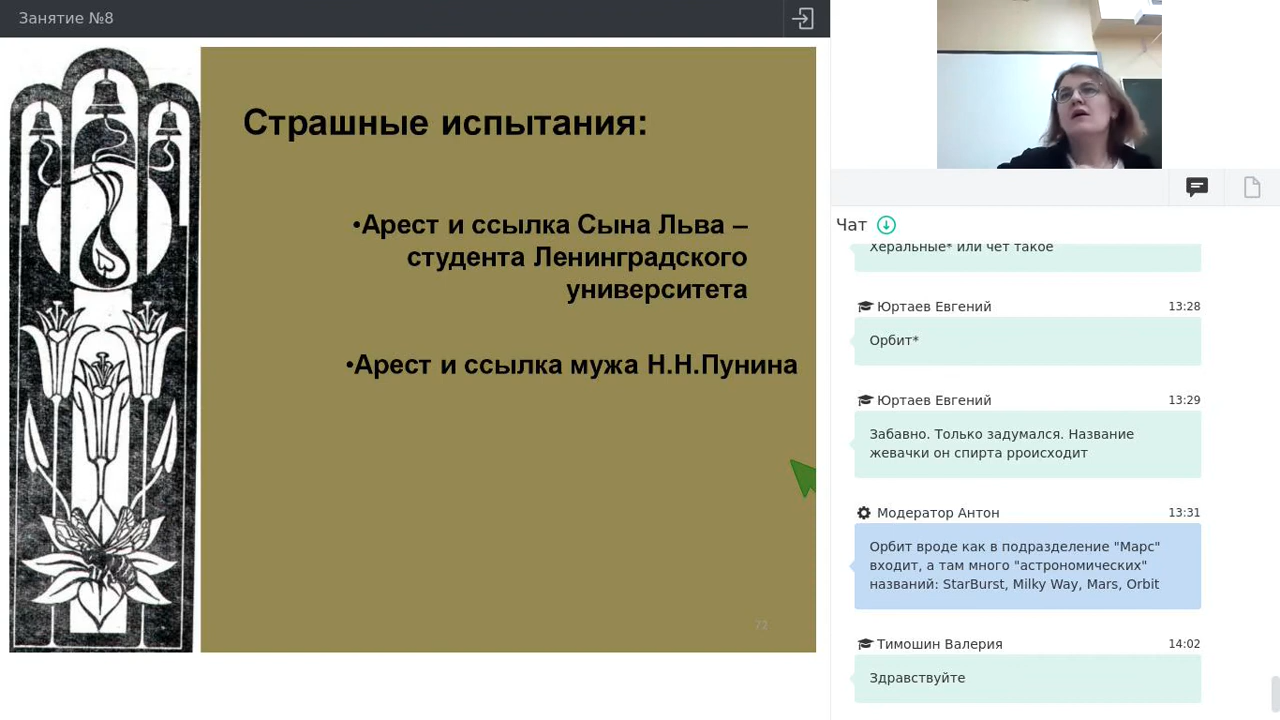 Занятие №8
Страшные испытания:
•Арест и ссылка Сына Льва –
студента Ленинградского
университета
•Арест и ссылка мужа Н.Н.Пунина
72
Чат
Херальные* или чет такое
Юртаев Евгений 13:28
Орбит*
Юртаев Евгений 13:29
Забавно. Только задумался. Название
жевачки он спирта рроисходит
Модератор Антон 13:31
Орбит вроде как в подразделение "Марс"
входит, а там много "астрономических"
названий: StarBurst, Milky Way, Mars, Orbit
Тимошин Валерия 14:02
Здравствуйте